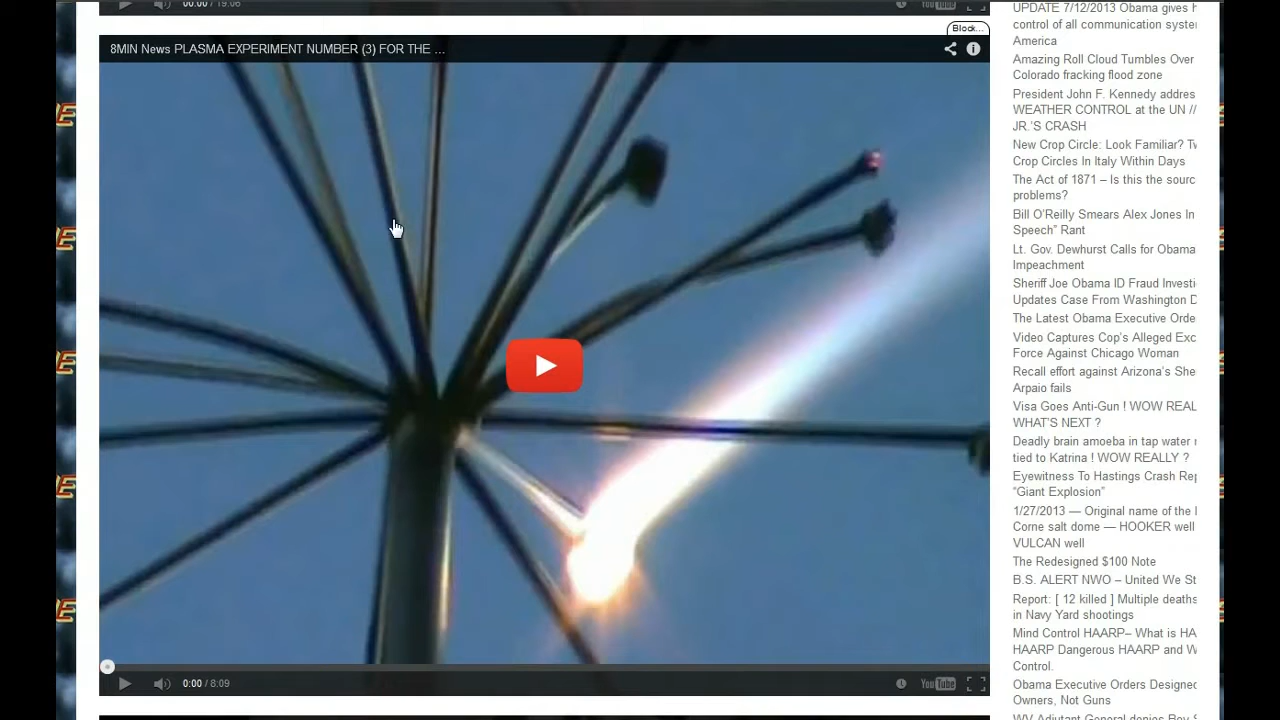 00:00 / 19:06
YouTube
Block...
8MIN News PLASMA EXPERIMENT NUMBER (3) FOR THE ...
0:00 / 8:09
YouTube
UPDATE 7/12/2013 Obama gives
control of all communication
America
Amazing Roll Cloud Tumbles Over
Colorado fracking flood zone
President John F. Kennedy addres
WEATHER CONTROL at the UN //
JR.'S CRASH
New Crop Circle: Look Familiar? Tw
Crop Circles In Italy Within Days
The Act of 1871 – Is this the sourc
problems?
Bill O'Reilly Smears Alex Jones In
Speech" Rant
Lt. Gov. Dewhurst Calls for Obama
Impeachment
Sheriff Joe Obama ID Fraud Investi
Updates Case From Washington D
The Latest Obama Executive Orde
Video Captures Cop's Alleged Exc
Force Against Chicago Woman
Recall effort against Arizona's She
Arpaio fails
Visa Goes Anti-Gun ! WOW REAL
WHAT'S NEXT ?
Deadly brain amoeba in tap water
tied to Katrina ! WOW REALLY ?
Eyewitness To Hastings Crash Rep
"Giant Explosion"
1/27/2013 — Original name of the
Corne salt dome — HOOKER well
VULCAN well
The Redesigned $100 Note
B.S. ALERT NWO – United We St
Report: [ 12 killed ] Multiple deaths
in Navy Yard shootings
Mind Control HAARP– What is HA
HAARP Dangerous HAARP and W
Control.
Obama Executive Orders Designed
Owners, Not Guns
WV Adjutant General denies Boy